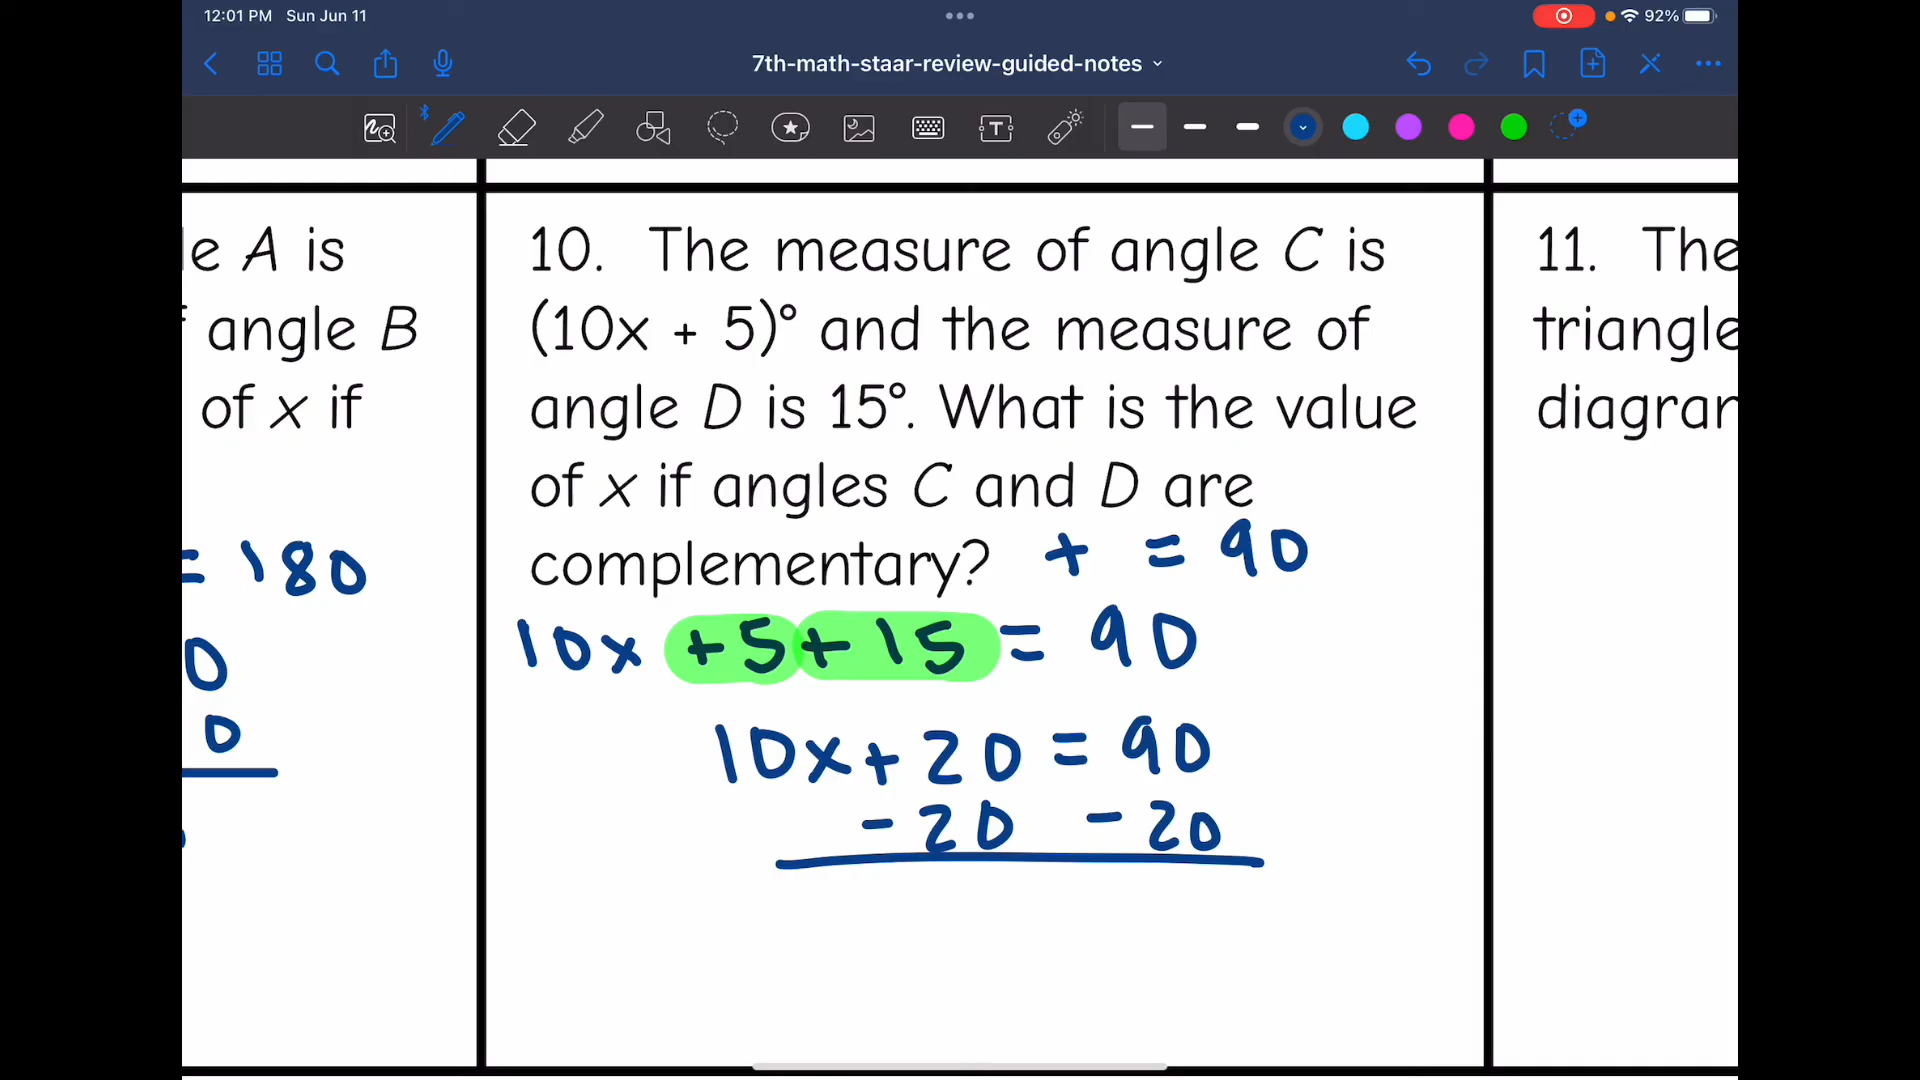 12:01 PM Sun Jun 11
92%
7th-math-staar-review-guided-notes
T
le A is
angle B
of x if
= 180
0
0
10. The measure of angle C is
(10x + 5)° and the measure of
angle D is 15°. What is the value
of x if angles C and D are
complementary? + = 90
10x +5 + 15 = 90
10x + 20 = 90
- 20 - 20
11. The
triangle
diagram